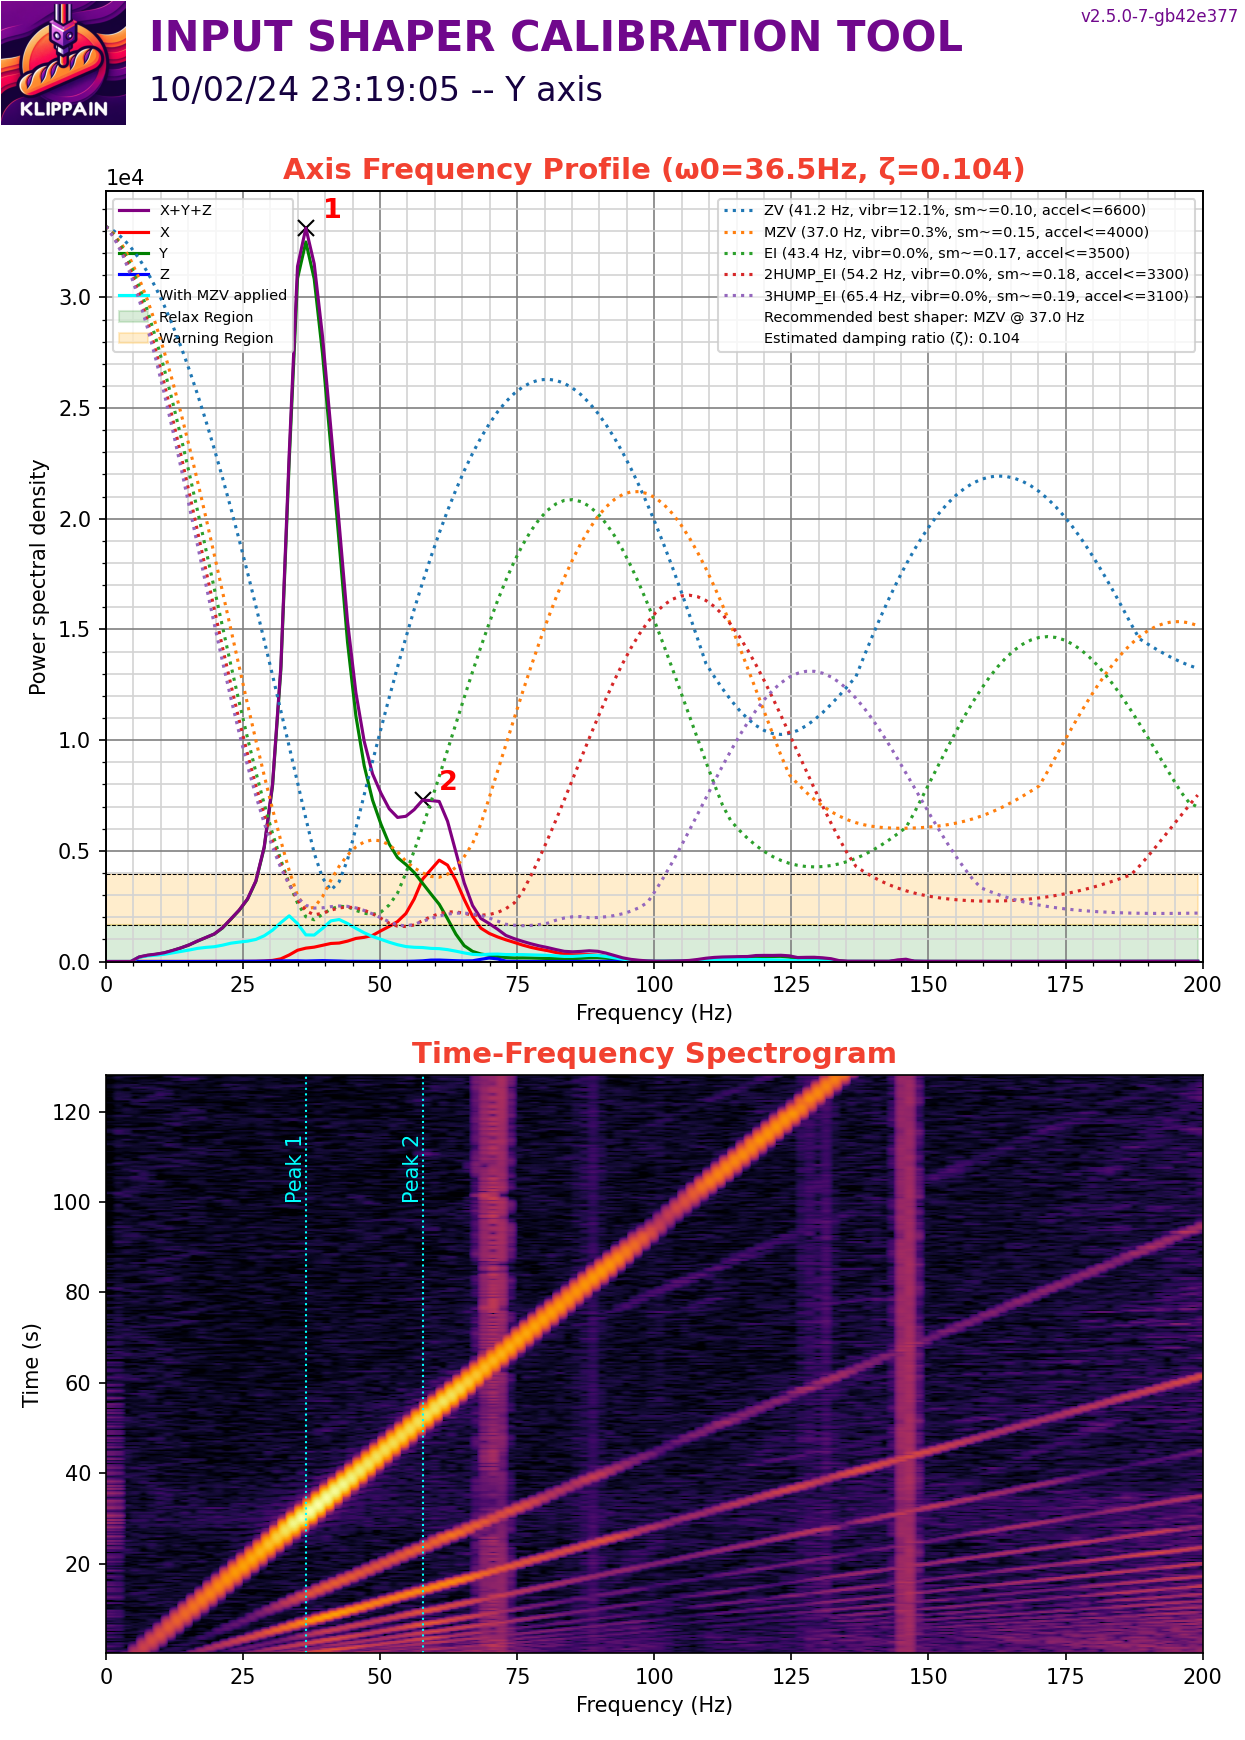 KLIPPAIN
INPUT SHAPER CALIBRATION TOOL
v2.5.0-7-gb42e377
10/02/24 23:19:05 -- Y axis
Axis Frequency Profile (ω0=36.5Hz, ζ=0.104)
1e4
X+Y+Z
X
Y
Z
With MZV applied
Relax Region
Warning Region
1
2
ZV (41.2 Hz, vibr=12.1%, sm~=0.10, accel<=6600)
MZV (37.0 Hz, vibr=0.3%, sm~=0.15, accel<=4000)
EI (43.4 Hz, vibr=0.0%, sm~=0.17, accel<=3500)
2HUMP_EI (54.2 Hz, vibr=0.0%, sm~=0.18, accel<=3300)
3HUMP_EI (65.4 Hz, vibr=0.0%, sm~=0.19, accel<=3100)
Recommended best shaper: MZV @ 37.0 Hz
Estimated damping ratio (ζ): 0.104
Power spectral density
3.0
2.5
2.0
1.5
1.0
0.5
0.0
0 25 50 75 100 125 150 175 200
Frequency (Hz)
Time-Frequency Spectrogram
Time (s)
120
100
80
60
40
20
Peak 1
Peak 2
0 25 50 75 100 125 150 175 200
Frequency (Hz)